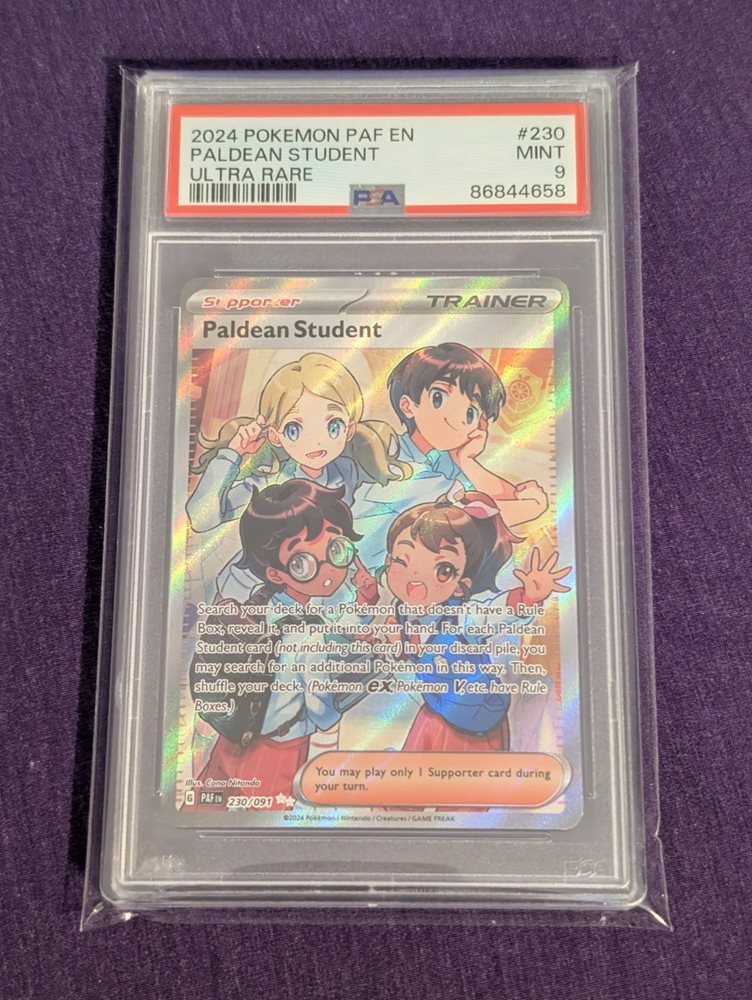 2024 POKEMON PAF EN #230
PALDEAN STUDENT MINT
ULTRA RARE 9
PSA 86844658
Supporter TRAINER
Paldean Student
Search your deck for a Pokémon that doesn't have a Rule
Box, reveal it, and put it into your hand. For each Paldean
Student card (not including this card) in your discard pile, you
may search for an additional Pokémon in this way. Then,
shuffle your deck. (Pokémon ex, Pokémon V, etc. have Rule
Boxes.)
You may play only 1 Supporter card during
your turn.
Illus. Cona Nitanda
G PAF EN 230/091
©2024 Pokémon / Nintendo / Creatures / GAME FREAK
PSA